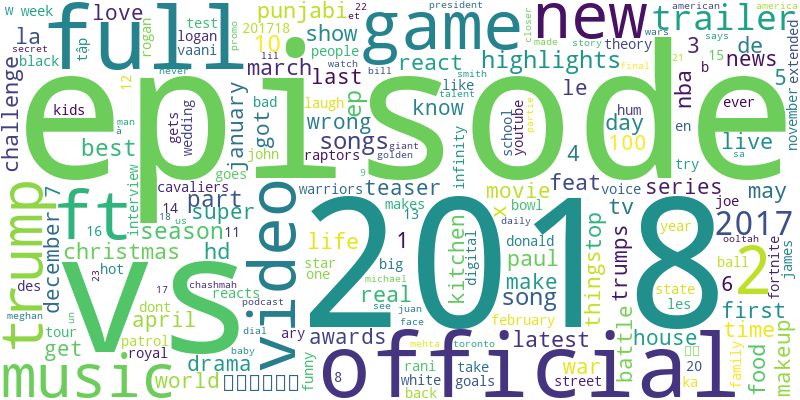 w week
love
full
test
logan
rogan
la
tập
black
vaani
201718
punjabi
et
secret
promo
lil
10
show
people
march
laugh
bad
last
bill
watch
game
react
wrong
songs
ep
new
president
22
closer
made
story
wars
theory
says
trailer
american
america
de
3
b
news
15
21
final
5
extended
november
highlights
le
know
like
smith
talent
nba
challenge
episode
kids
12
never
gets
wedding
january
got
john
raptors
giant
golden
infinity
school
youtube
partie
hum
day
4
100
en
ever
try
live
sa
man
à
best
goes
9
cavaliers
warriors
teaser
feat
movie
voice
series
may
trump
7
ft
16
interview
14
18
part
us
super
season
11
makes
13
x
bowl
daily
tv
joe
2017
december
christmas
hd
video
life
1
kitchen
digital
donald
paul
things
top
trumps
year
ooltah
ball
fortnite
james
vs
2018
23
hot
des
chashmah
reacts
star
one
big
real
make
song
state
les
6
2
first
meghan
s
tour
dont
17
podcast
michael
see
juan
face
february
battle
time
get
april
patrol
royal
dial
baby
ary
awards
mehta
toronto
latest
war
house
makeup
music
world
drama
funny
8
rani
white
back
take
goals
official
street
ka
20
family
food